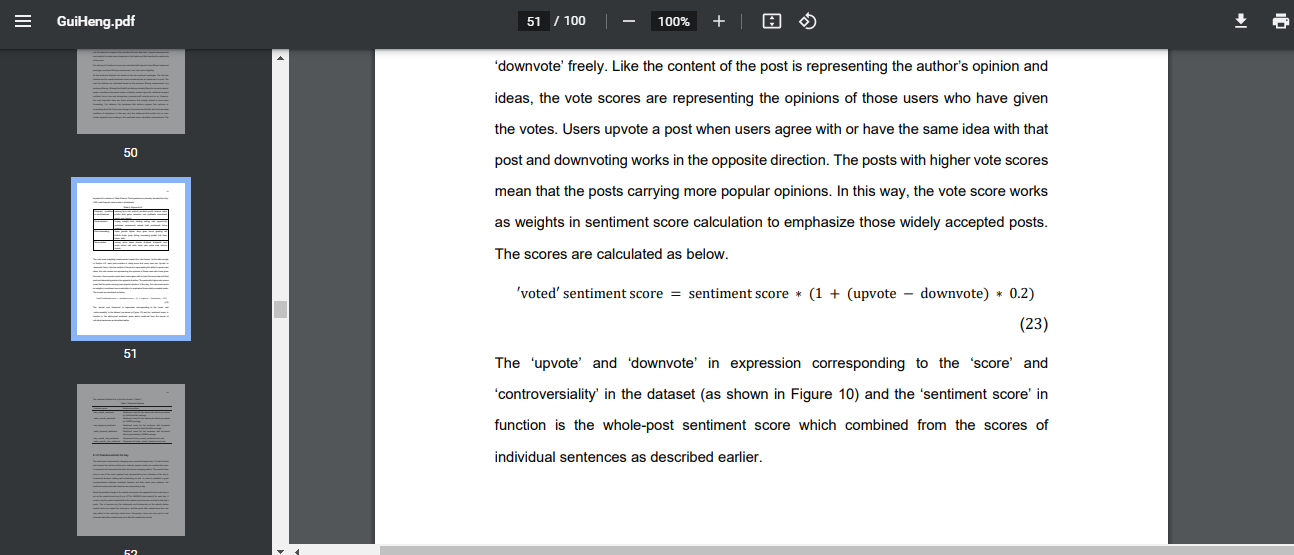 GuiHeng.pdf
51 / 100
100%
50
51
52
‘downvote’ freely. Like the content of the post is representing the author’s opinion and
ideas, the vote scores are representing the opinions of those users who have given
the votes. Users upvote a post when users agree with or have the same idea with that
post and downvoting works in the opposite direction. The posts with higher vote scores
mean that the posts carrying more popular opinions. In this way, the vote score works
as weights in sentiment score calculation to emphasize those widely accepted posts.
The scores are calculated as below.
′voted′ sentiment score = sentiment score * (1 + (upvote − downvote) * 0.2)
(23)
The ‘upvote’ and ‘downvote’ in expression corresponding to the ‘score’ and
‘controversiality’ in the dataset (as shown in Figure 10) and the ‘sentiment score’ in
function is the whole-post sentiment score which combined from the scores of
individual sentences as described earlier.